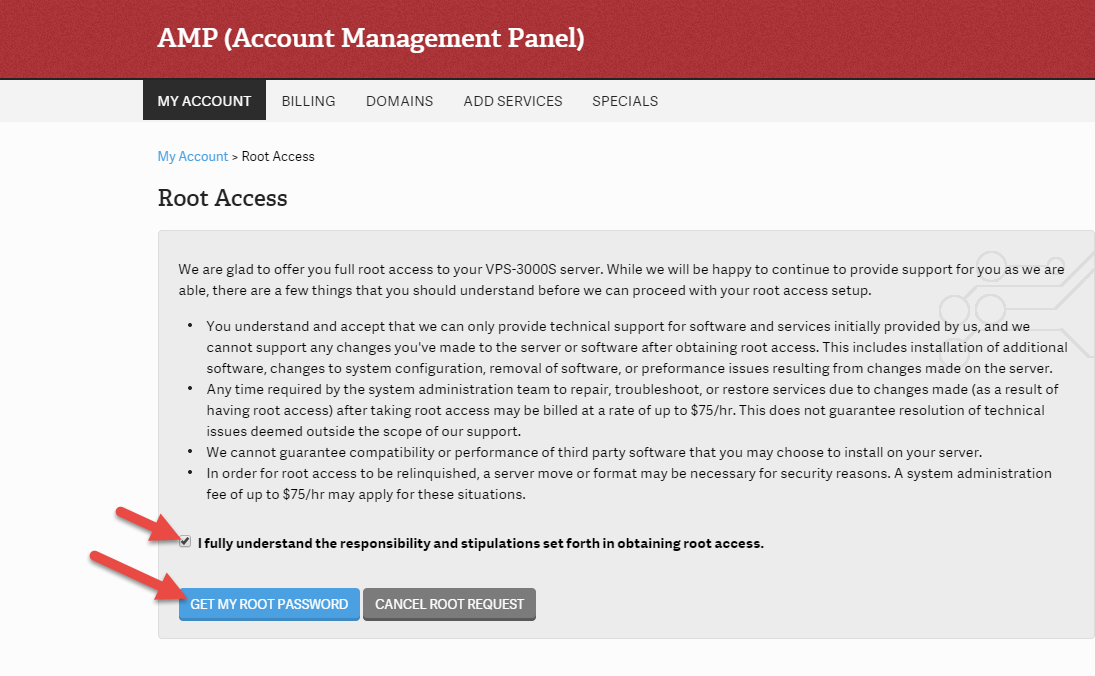 AMP (Account Management Panel)
MY ACCOUNT BILLING DOMAINS ADD SERVICES SPECIALS
My Account > Root Access
Root Access
We are glad to offer you full root access to your VPS-3000S server. While we will be happy to continue to provide support for you as we are
able, there are a few things that you should understand before we can proceed with your root access setup.
• You understand and accept that we can only provide technical support for software and services initially provided by us, and we
cannot support any changes you've made to the server or software after obtaining root access. This includes installation of additional
software, changes to system configuration, removal of software, or preformance issues resulting from changes made on the server.
• Any time required by the system administration team to repair, troubleshoot, or restore services due to changes made (as a result of
having root access) after taking root access may be billed at a rate of up to $75/hr. This does not guarantee resolution of technical
issues deemed outside the scope of our support.
• We cannot guarantee compatibility or performance of third party software that you may choose to install on your server.
• In order for root access to be relinquished, a server move or format may be necessary for security reasons. A system administration
fee of up to $75/hr may apply for these situations.
I fully understand the responsibility and stipulations set forth in obtaining root access.
GET MY ROOT PASSWORD CANCEL ROOT REQUEST